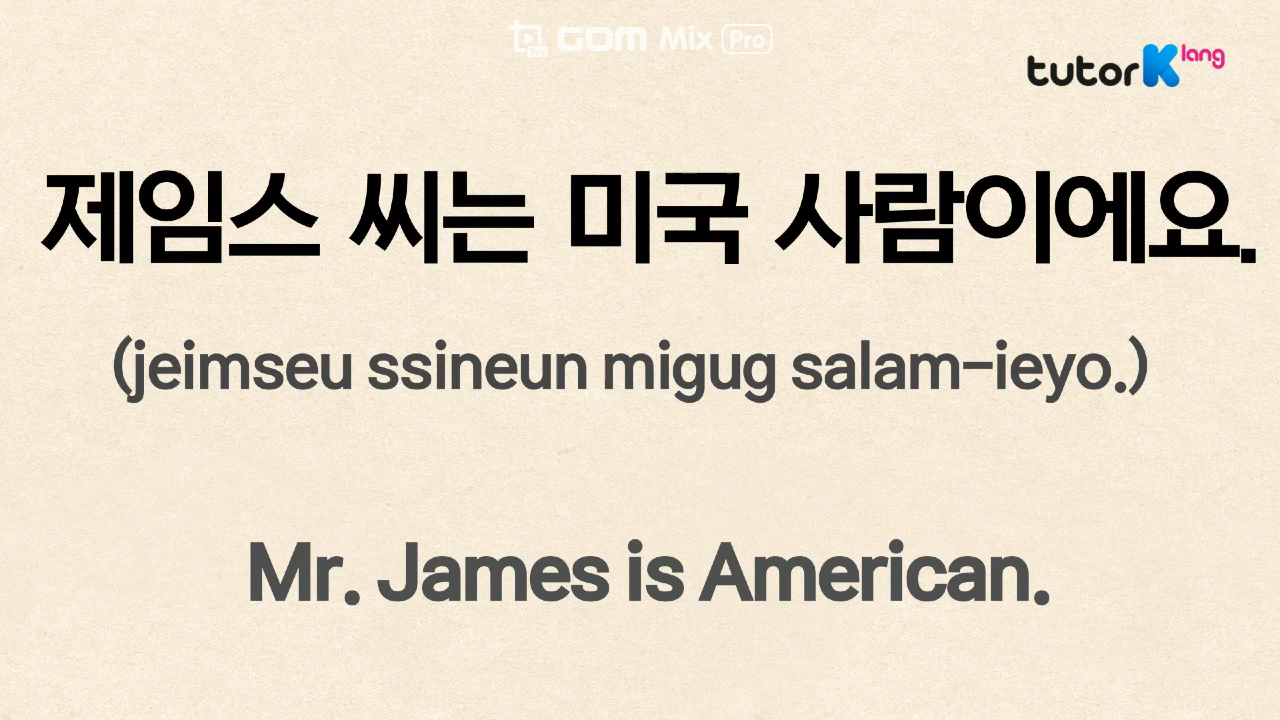 GOM Mix Pro
tutorK lang
제임스 씨는 미국 사람이에요.
(jeimseu ssineun migug salam-ieyo.)
Mr. James is American.